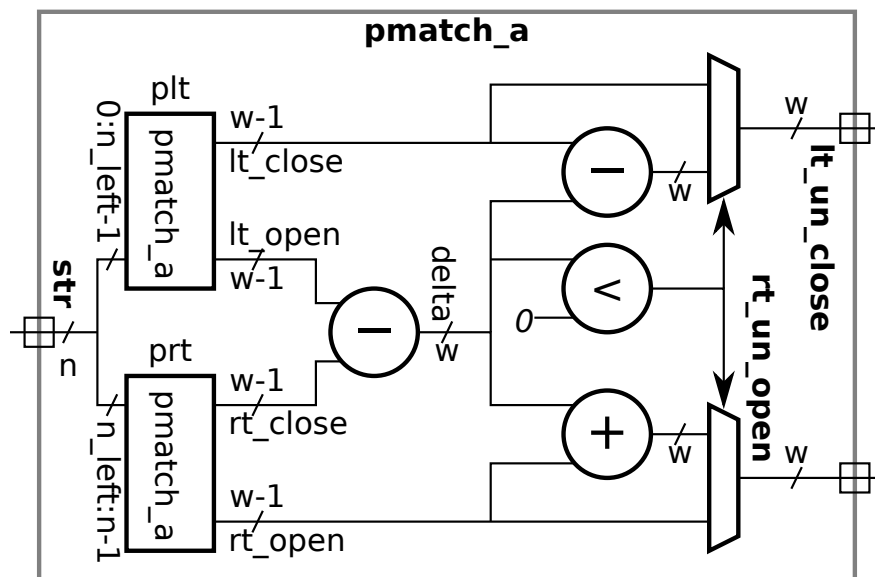 pmatch_a
plt
0:n_left-1
pmatch_a
w-1
lt_close
lt_open
w-1
str
n
prt
n_left:n-1
pmatch_a
w-1
rt_close
w-1
rt_open
−
delta
w
−
w
<
0
+
w
w
lt_un_close
rt_un_open
w